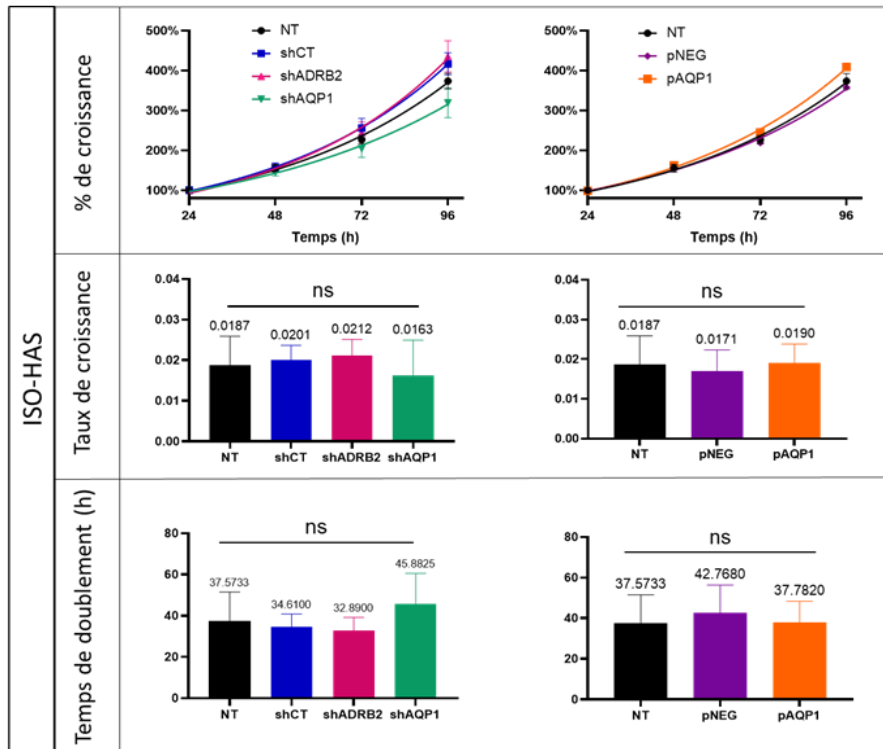 ISO-HAS
% de croissance
500%
400%
300%
200%
100%
NT
shCT
shADRB2
shAQP1
24
48
72
96
Temps (h)
500%
400%
300%
200%
100%
NT
pNEG
pAQP1
24
48
72
96
Temps (h)
Taux de croissance
0.04
0.03
0.02
0.01
0.00
ns
0.0187
0.0201
0.0212
0.0163
NT
shCT
shADRB2
shAQP1
0.04
0.03
0.02
0.01
0.00
ns
0.0187
0.0171
0.0190
NT
pNEG
pAQP1
Temps de doublement (h)
80
60
40
20
0
ns
37.5733
34.6100
32.8900
45.8825
NT
shCT
shADRB2
shAQP1
80
60
40
20
0
ns
37.5733
42.7680
37.7820
NT
pNEG
pAQP1